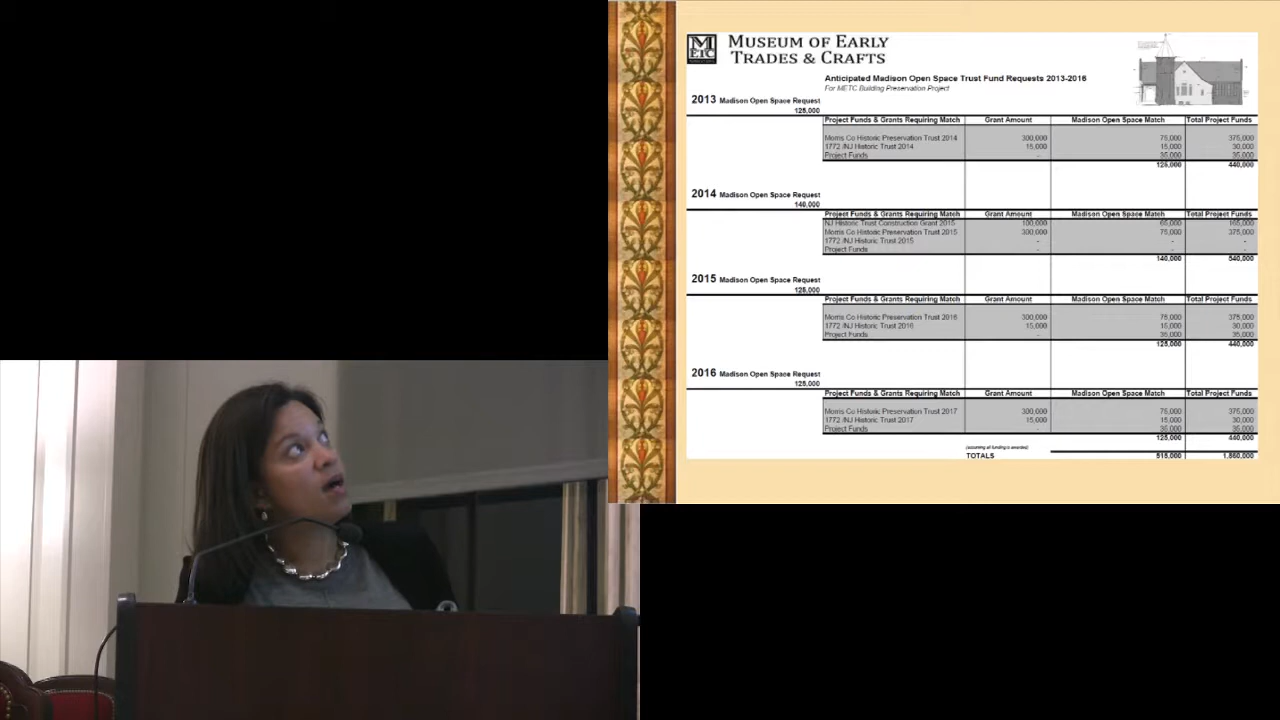 METC
MUSEUM OF EARLY
TRADES & CRAFTS
Anticipated Madison Open Space Trust Fund Requests 2013-2016
For METC Building Preservation Project
2013 Madison Open Space Request
125,000
Project Funds & Grants Requiring Match Grant Amount Madison Open Space Match Total Project Funds
Morris Co Historic Preservation Trust 2014 300,000 75,000 375,000
1772 /NJ Historic Trust 2014 15,000 15,000 30,000
Project Funds - 35,000 35,000
125,000 440,000
2014 Madison Open Space Request
140,000
Project Funds & Grants Requiring Match Grant Amount Madison Open Space Match Total Project Funds
NJ Historic Trust Construction Grant 2015 100,000 65,000 165,000
Morris Co Historic Preservation Trust 2015 300,000 75,000 375,000
1772 /NJ Historic Trust 2015 - - -
Project Funds - - -
140,000 540,000
2015 Madison Open Space Request
125,000
Project Funds & Grants Requiring Match Grant Amount Madison Open Space Match Total Project Funds
Morris Co Historic Preservation Trust 2016 300,000 75,000 375,000
1772 /NJ Historic Trust 2016 15,000 15,000 30,000
Project Funds - 35,000 35,000
125,000 440,000
2016 Madison Open Space Request
125,000
Project Funds & Grants Requiring Match Grant Amount Madison Open Space Match Total Project Funds
Morris Co Historic Preservation Trust 2017 300,000 75,000 375,000
1772 /NJ Historic Trust 2017 15,000 15,000 30,000
Project Funds - 35,000 35,000
125,000 440,000
(assuming all funding is awarded)
TOTALS 515,000 1,860,000